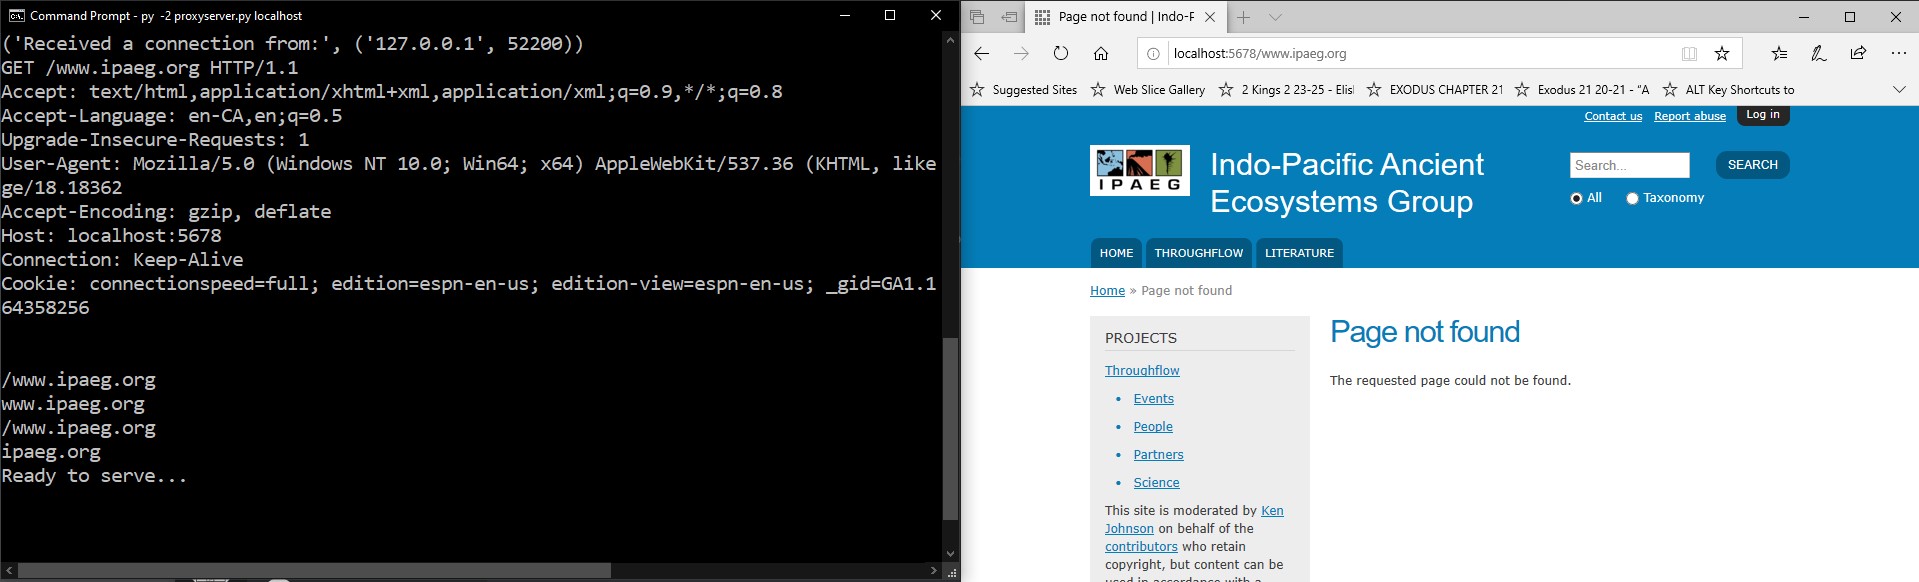 Command Prompt - py  -2 proxyserver.py localhost
('Received a connection from:', ('127.0.0.1', 52200))
GET /www.ipaeg.org HTTP/1.1
Accept: text/html,application/xhtml+xml,application/xml;q=0.9,*/*;q=0.8
Accept-Language: en-CA,en;q=0.5
Upgrade-Insecure-Requests: 1
User-Agent: Mozilla/5.0 (Windows NT 10.0; Win64; x64) AppleWebKit/537.36 (KHTML, like
ge/18.18362
Accept-Encoding: gzip, deflate
Host: localhost:5678
Connection: Keep-Alive
Cookie: connectionspeed=full; edition=espn-en-us; edition-view=espn-en-us; _gid=GA1.1
64358256
/www.ipaeg.org
www.ipaeg.org
/www.ipaeg.org
ipaeg.org
Ready to serve...
Page not found | Indo-P
localhost:5678/www.ipaeg.org
Suggested Sites Web Slice Gallery 2 Kings 2 23-25 - Elisl EXODUS CHAPTER 21 Exodus 21 20-21 - "A ALT Key Shortcuts to
Contact us Report abuse Log in
IPAEG
Indo-Pacific Ancient
Ecosystems Group
Search... SEARCH
All Taxonomy
HOME THROUGHFLOW LITERATURE
Home » Page not found
PROJECTS
Throughflow
• Events
• People
• Partners
• Science
This site is moderated by Ken
Johnson on behalf of the
contributors who retain
copyright, but content can be
used in accordance with a
Page not found
The requested page could not be found.